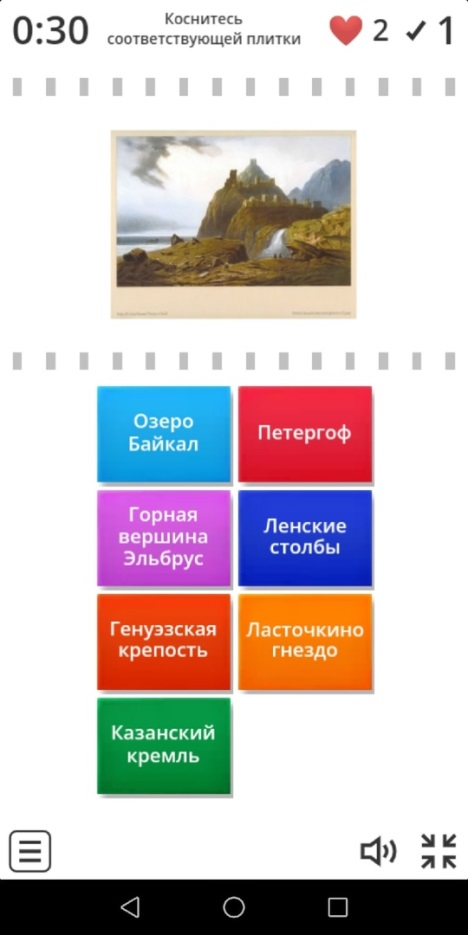 0:30
Коснитесь
соответствующей плитки
2
1
Озеро
Байкал
Петергоф
Горная
вершина
Эльбрус
Ленские
столбы
Генуэзская
крепость
Ласточкино
гнездо
Казанский
кремль